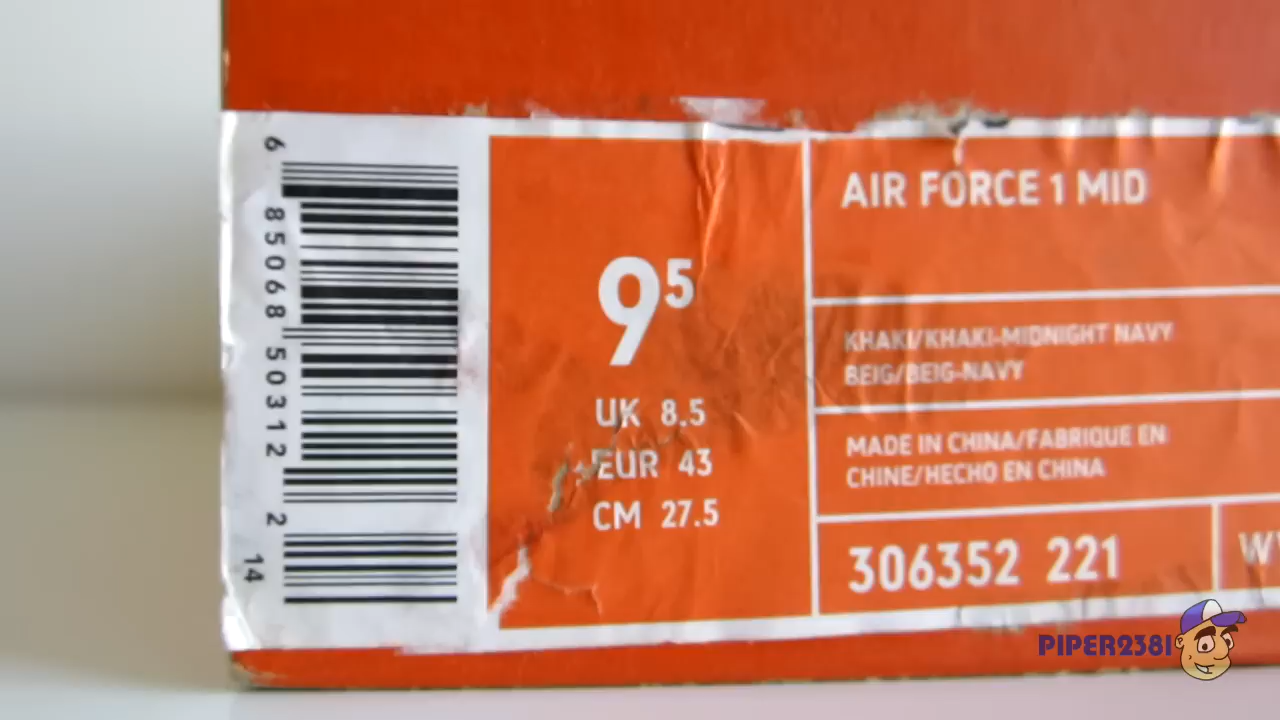 6 85068 50312 2
14
9⁵
UK 8.5
EUR 43
CM 27.5
AIR FORCE 1 MID
KHAKI/KHAKI-MIDNIGHT NAVY
BEIG/BEIG-NAVY
MADE IN CHINA/FABRIQUE EN
CHINE/HECHO EN CHINA
306352 221
PIPER2381